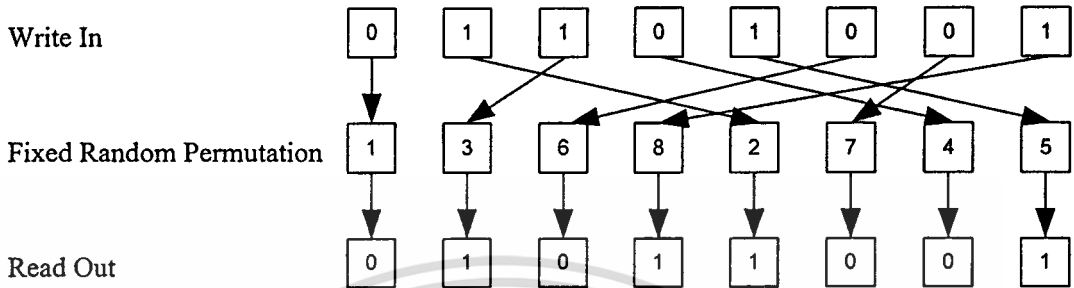 Write In 0 1 1 0 1 0 0 1
Fixed Random Permutation 1 3 6 8 2 7 4 5
Read Out 0 1 0 1 1 0 0 1